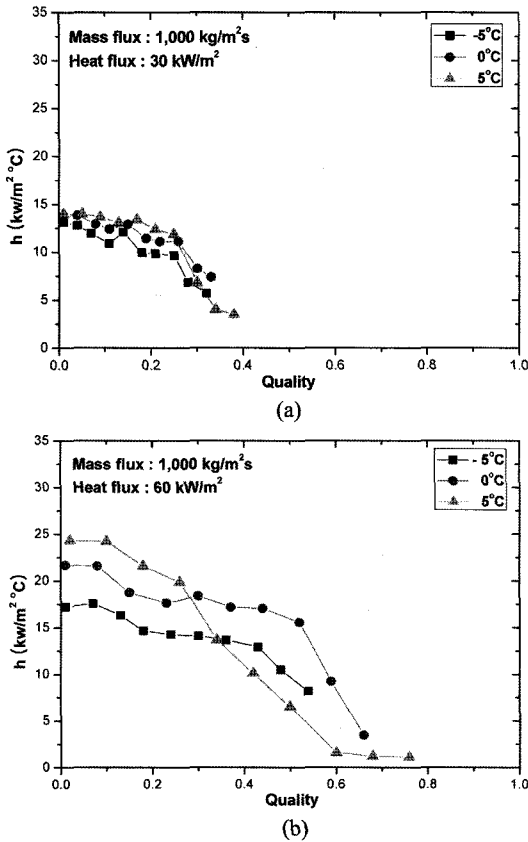 Mass flux : 1,000 kg/m²s
Heat flux : 30 kW/m²
-5°C
0°C
5°C
h (kw/m² °C)
35
30
25
20
15
10
5
0
0.0 0.2 0.4 0.6 0.8 1.0
Quality
(a)
Mass flux : 1,000 kg/m²s
Heat flux : 60 kW/m²
- 5°C
0°C
5°C
h (kw/m² °C)
35
30
25
20
15
10
5
0
0.0 0.2 0.4 0.6 0.8 1.0
Quality
(b)